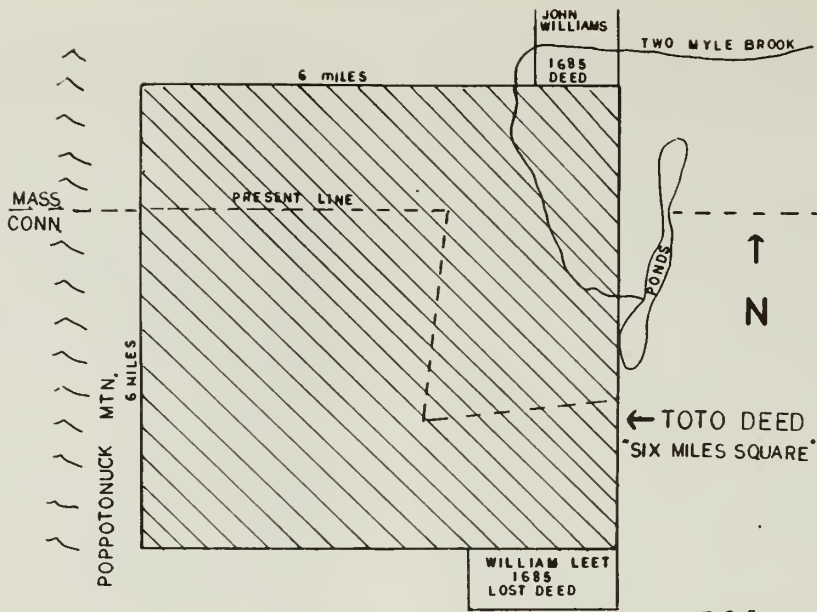 JOHN
WILLIAMS
1685
DEED
TWO MYLE BROOK
6 MILES
MASS
CONN
PRESENT LINE
PONDS
↑
N
6 MILES
POPPOTONUCK MTN.
← TOTO DEED
"SIX MILES SQUARE"
WILLIAM LEET
1685
LOST DEED